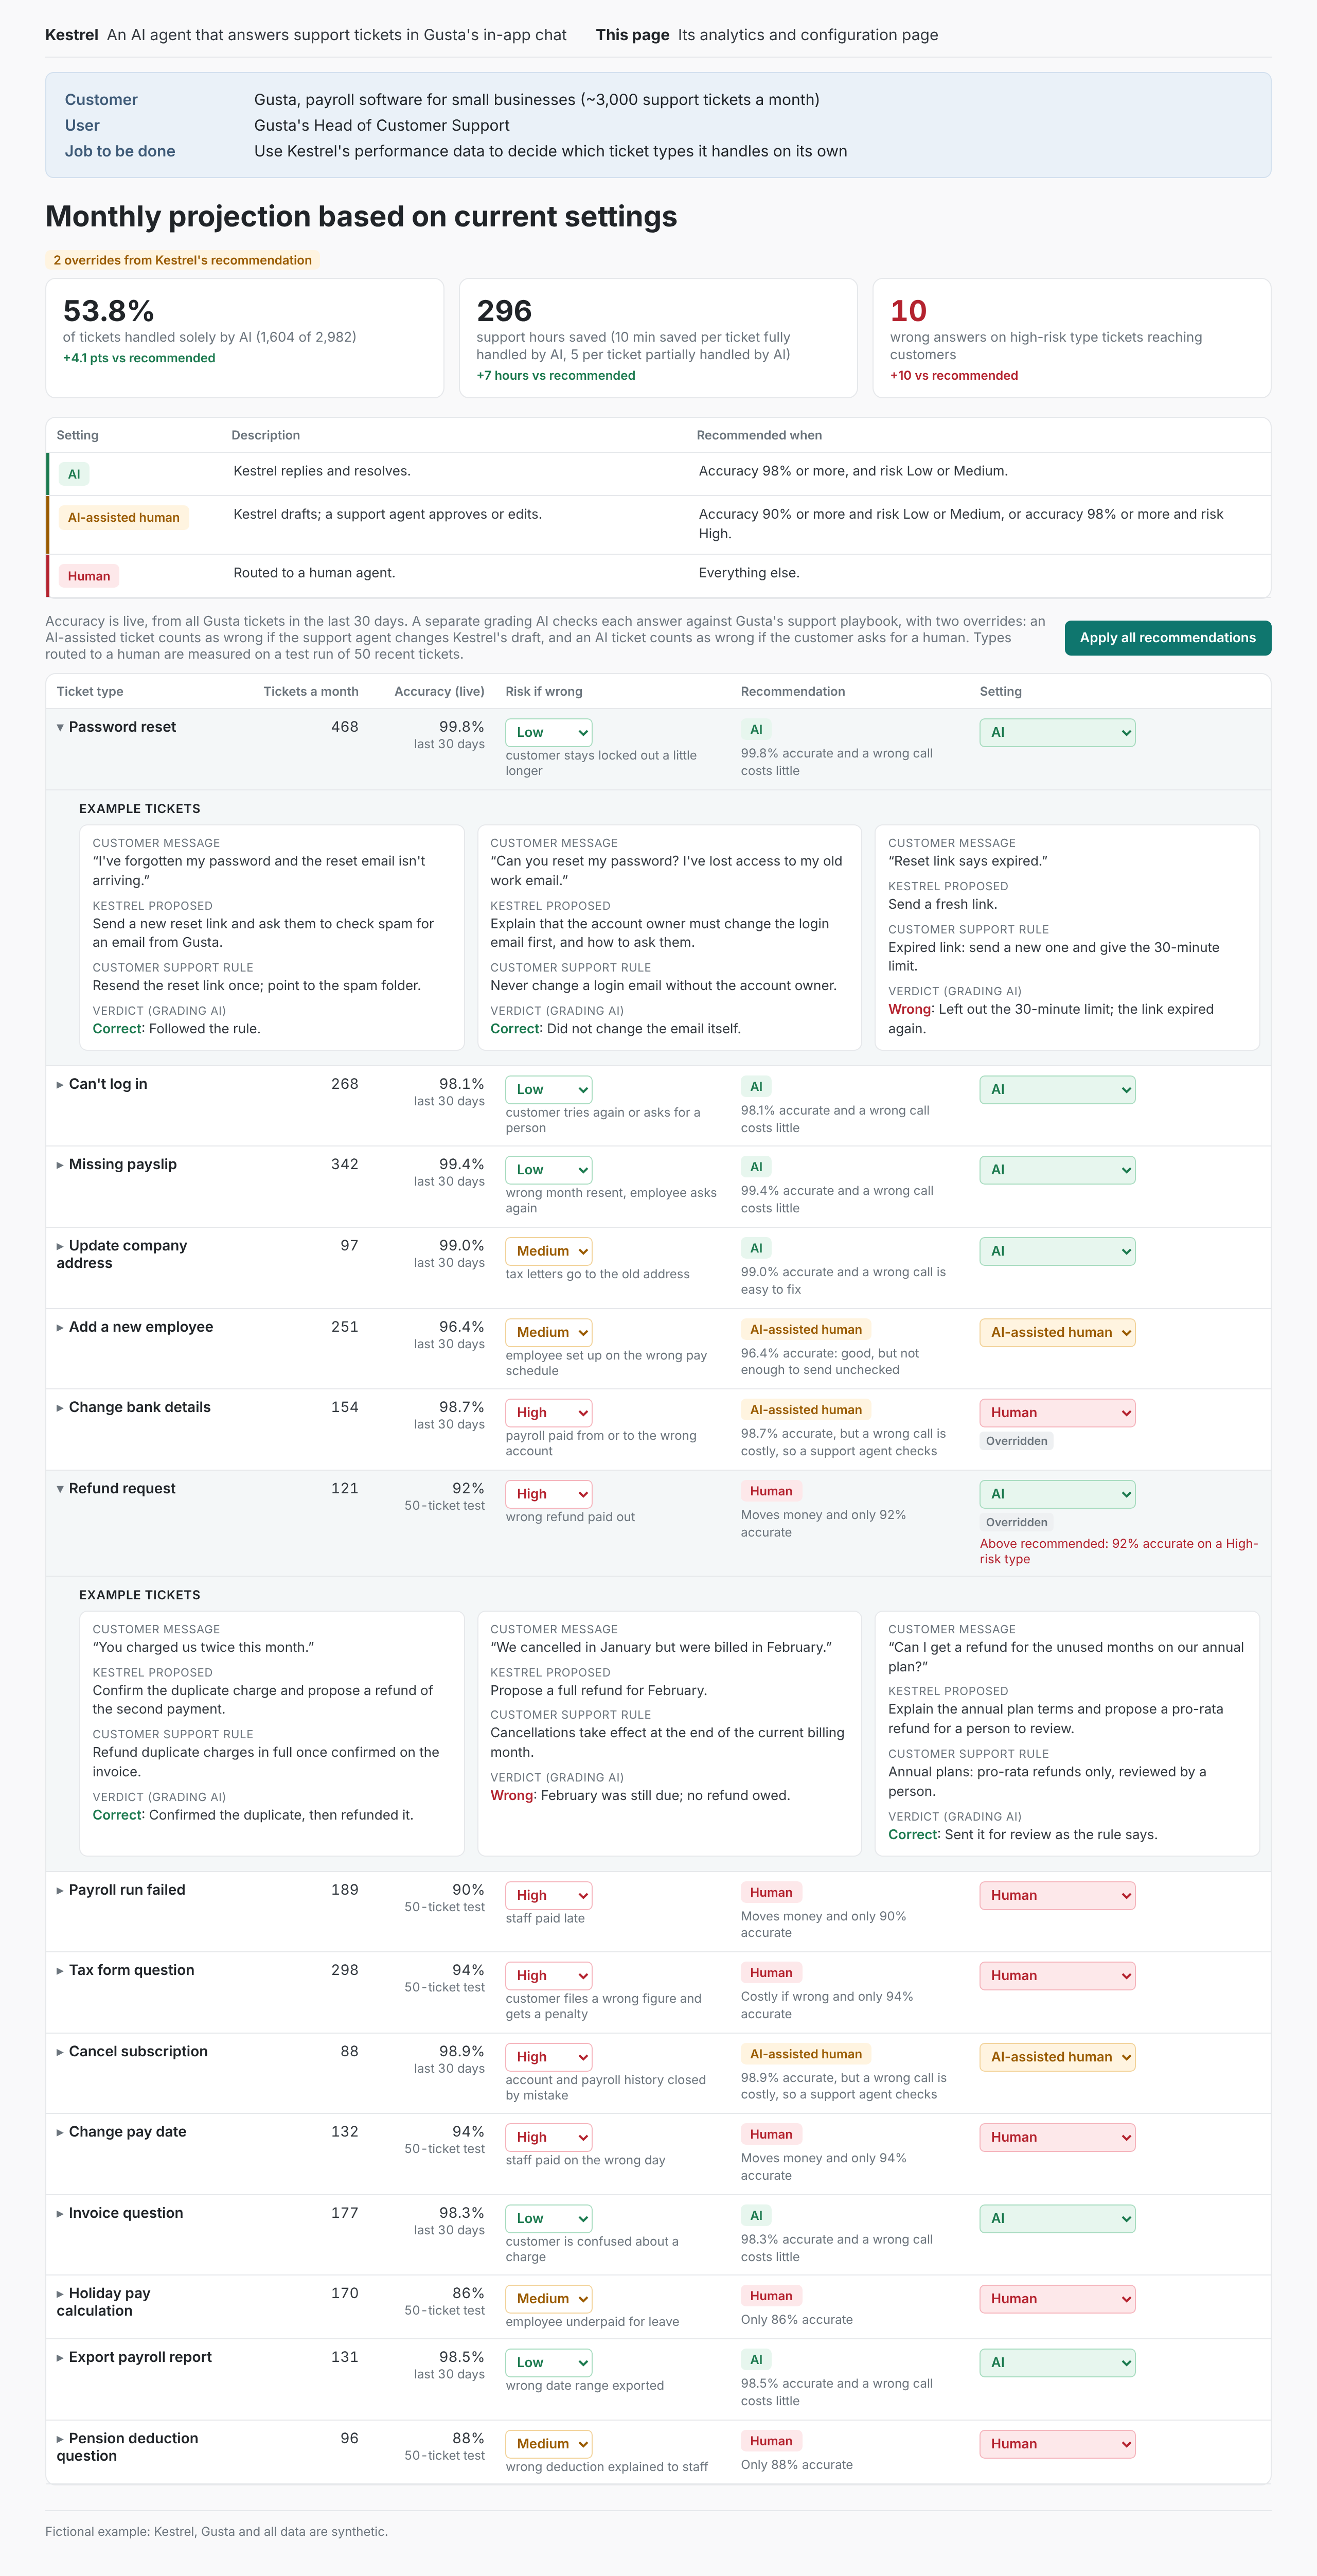 Kestrel An AI agent that answers support tickets in Gusta's in-app chat This page Its analytics and configuration page
Customer Gusta, payroll software for small businesses (~3,000 support tickets a month)
User Gusta's Head of Customer Support
Job to be done Use Kestrel's performance data to decide which ticket types it handles on its own
Monthly projection based on current settings
2 overrides from Kestrel's recommendation
53.8%
of tickets handled solely by AI (1,604 of 2,982)
+4.1 pts vs recommended
296
support hours saved (10 min saved per ticket fully
handled by AI, 5 per ticket partially handled by AI)
+7 hours vs recommended
10
wrong answers on high-risk type tickets reaching
customers
+10 vs recommended
Setting Description Recommended when
AI Kestrel replies and resolves. Accuracy 98% or more, and risk Low or Medium.
AI-assisted human Kestrel drafts; a support agent approves or edits. Accuracy 90% or more and risk Low or Medium, or accuracy 98% or more and risk
High.
Human Routed to a human agent. Everything else.
Accuracy is live, from all Gusta tickets in the last 30 days. A separate grading AI checks each answer against Gusta's support playbook, with two overrides: an
AI-assisted ticket counts as wrong if the support agent changes Kestrel's draft, and an AI ticket counts as wrong if the customer asks for a human. Types
routed to a human are measured on a test run of 50 recent tickets.
Apply all recommendations
Ticket type Tickets a month Accuracy (live) Risk if wrong Recommendation Setting
▾ Password reset 468 99.8% Low AI AI
last 30 days
customer stays locked out a little
longer
99.8% accurate and a wrong call
costs little
EXAMPLE TICKETS
CUSTOMER MESSAGE
“I've forgotten my password and the reset email isn't
arriving.”
KESTREL PROPOSED
Send a new reset link and ask them to check spam for
an email from Gusta.
CUSTOMER SUPPORT RULE
Resend the reset link once; point to the spam folder.
VERDICT (GRADING AI)
Correct: Followed the rule.
CUSTOMER MESSAGE
“Can you reset my password? I've lost access to my old
work email.”
KESTREL PROPOSED
Explain that the account owner must change the login
email first, and how to ask them.
CUSTOMER SUPPORT RULE
Never change a login email without the account owner.
VERDICT (GRADING AI)
Correct: Did not change the email itself.
CUSTOMER MESSAGE
“Reset link says expired.”
KESTREL PROPOSED
Send a fresh link.
CUSTOMER SUPPORT RULE
Expired link: send a new one and give the 30-minute
limit.
VERDICT (GRADING AI)
Wrong: Left out the 30-minute limit; the link expired
again.
▸ Can't log in 268 98.1% Low AI AI
last 30 days
customer tries again or asks for a
person
98.1% accurate and a wrong call
costs little
▸ Missing payslip 342 99.4% Low AI AI
last 30 days
wrong month resent, employee asks
again
99.4% accurate and a wrong call
costs little
▸ Update company
address
97 99.0% Medium AI AI
last 30 days
tax letters go to the old address
99.0% accurate and a wrong call is
easy to fix
▸ Add a new employee 251 96.4% Medium AI-assisted human AI-assisted human
last 30 days
employee set up on the wrong pay
schedule
96.4% accurate: good, but not
enough to send unchecked
▸ Change bank details 154 98.7% High AI-assisted human Human
last 30 days
payroll paid from or to the wrong
account
98.7% accurate, but a wrong call is
costly, so a support agent checks
Overridden
▾ Refund request 121 92% High Human AI
50-ticket test
wrong refund paid out
Moves money and only 92%
accurate
Overridden
Above recommended: 92% accurate on a High-
risk type
EXAMPLE TICKETS
CUSTOMER MESSAGE
“You charged us twice this month.”
KESTREL PROPOSED
Confirm the duplicate charge and propose a refund of
the second payment.
CUSTOMER SUPPORT RULE
Refund duplicate charges in full once confirmed on the
invoice.
VERDICT (GRADING AI)
Correct: Confirmed the duplicate, then refunded it.
CUSTOMER MESSAGE
“We cancelled in January but were billed in February.”
KESTREL PROPOSED
Propose a full refund for February.
CUSTOMER SUPPORT RULE
Cancellations take effect at the end of the current billing
month.
VERDICT (GRADING AI)
Wrong: February was still due; no refund owed.
CUSTOMER MESSAGE
“Can I get a refund for the unused months on our annual
plan?”
KESTREL PROPOSED
Explain the annual plan terms and propose a pro-rata
refund for a person to review.
CUSTOMER SUPPORT RULE
Annual plans: pro-rata refunds only, reviewed by a
person.
VERDICT (GRADING AI)
Correct: Sent it for review as the rule says.
▸ Payroll run failed 189 90% High Human Human
50-ticket test
staff paid late
Moves money and only 90%
accurate
▸ Tax form question 298 94% High Human Human
50-ticket test
customer files a wrong figure and
gets a penalty
Costly if wrong and only 94%
accurate
▸ Cancel subscription 88 98.9% High AI-assisted human AI-assisted human
last 30 days
account and payroll history closed
by mistake
98.9% accurate, but a wrong call is
costly, so a support agent checks
▸ Change pay date 132 94% High Human Human
50-ticket test
staff paid on the wrong day
Moves money and only 94%
accurate
▸ Invoice question 177 98.3% Low AI AI
last 30 days
customer is confused about a
charge
98.3% accurate and a wrong call
costs little
▸ Holiday pay
calculation
170 86% Medium Human Human
50-ticket test
employee underpaid for leave
Only 86% accurate
▸ Export payroll report 131 98.5% Low AI AI
last 30 days
wrong date range exported
98.5% accurate and a wrong call
costs little
▸ Pension deduction
question
96 88% Medium Human Human
50-ticket test
wrong deduction explained to staff
Only 88% accurate
Fictional example: Kestrel, Gusta and all data are synthetic.